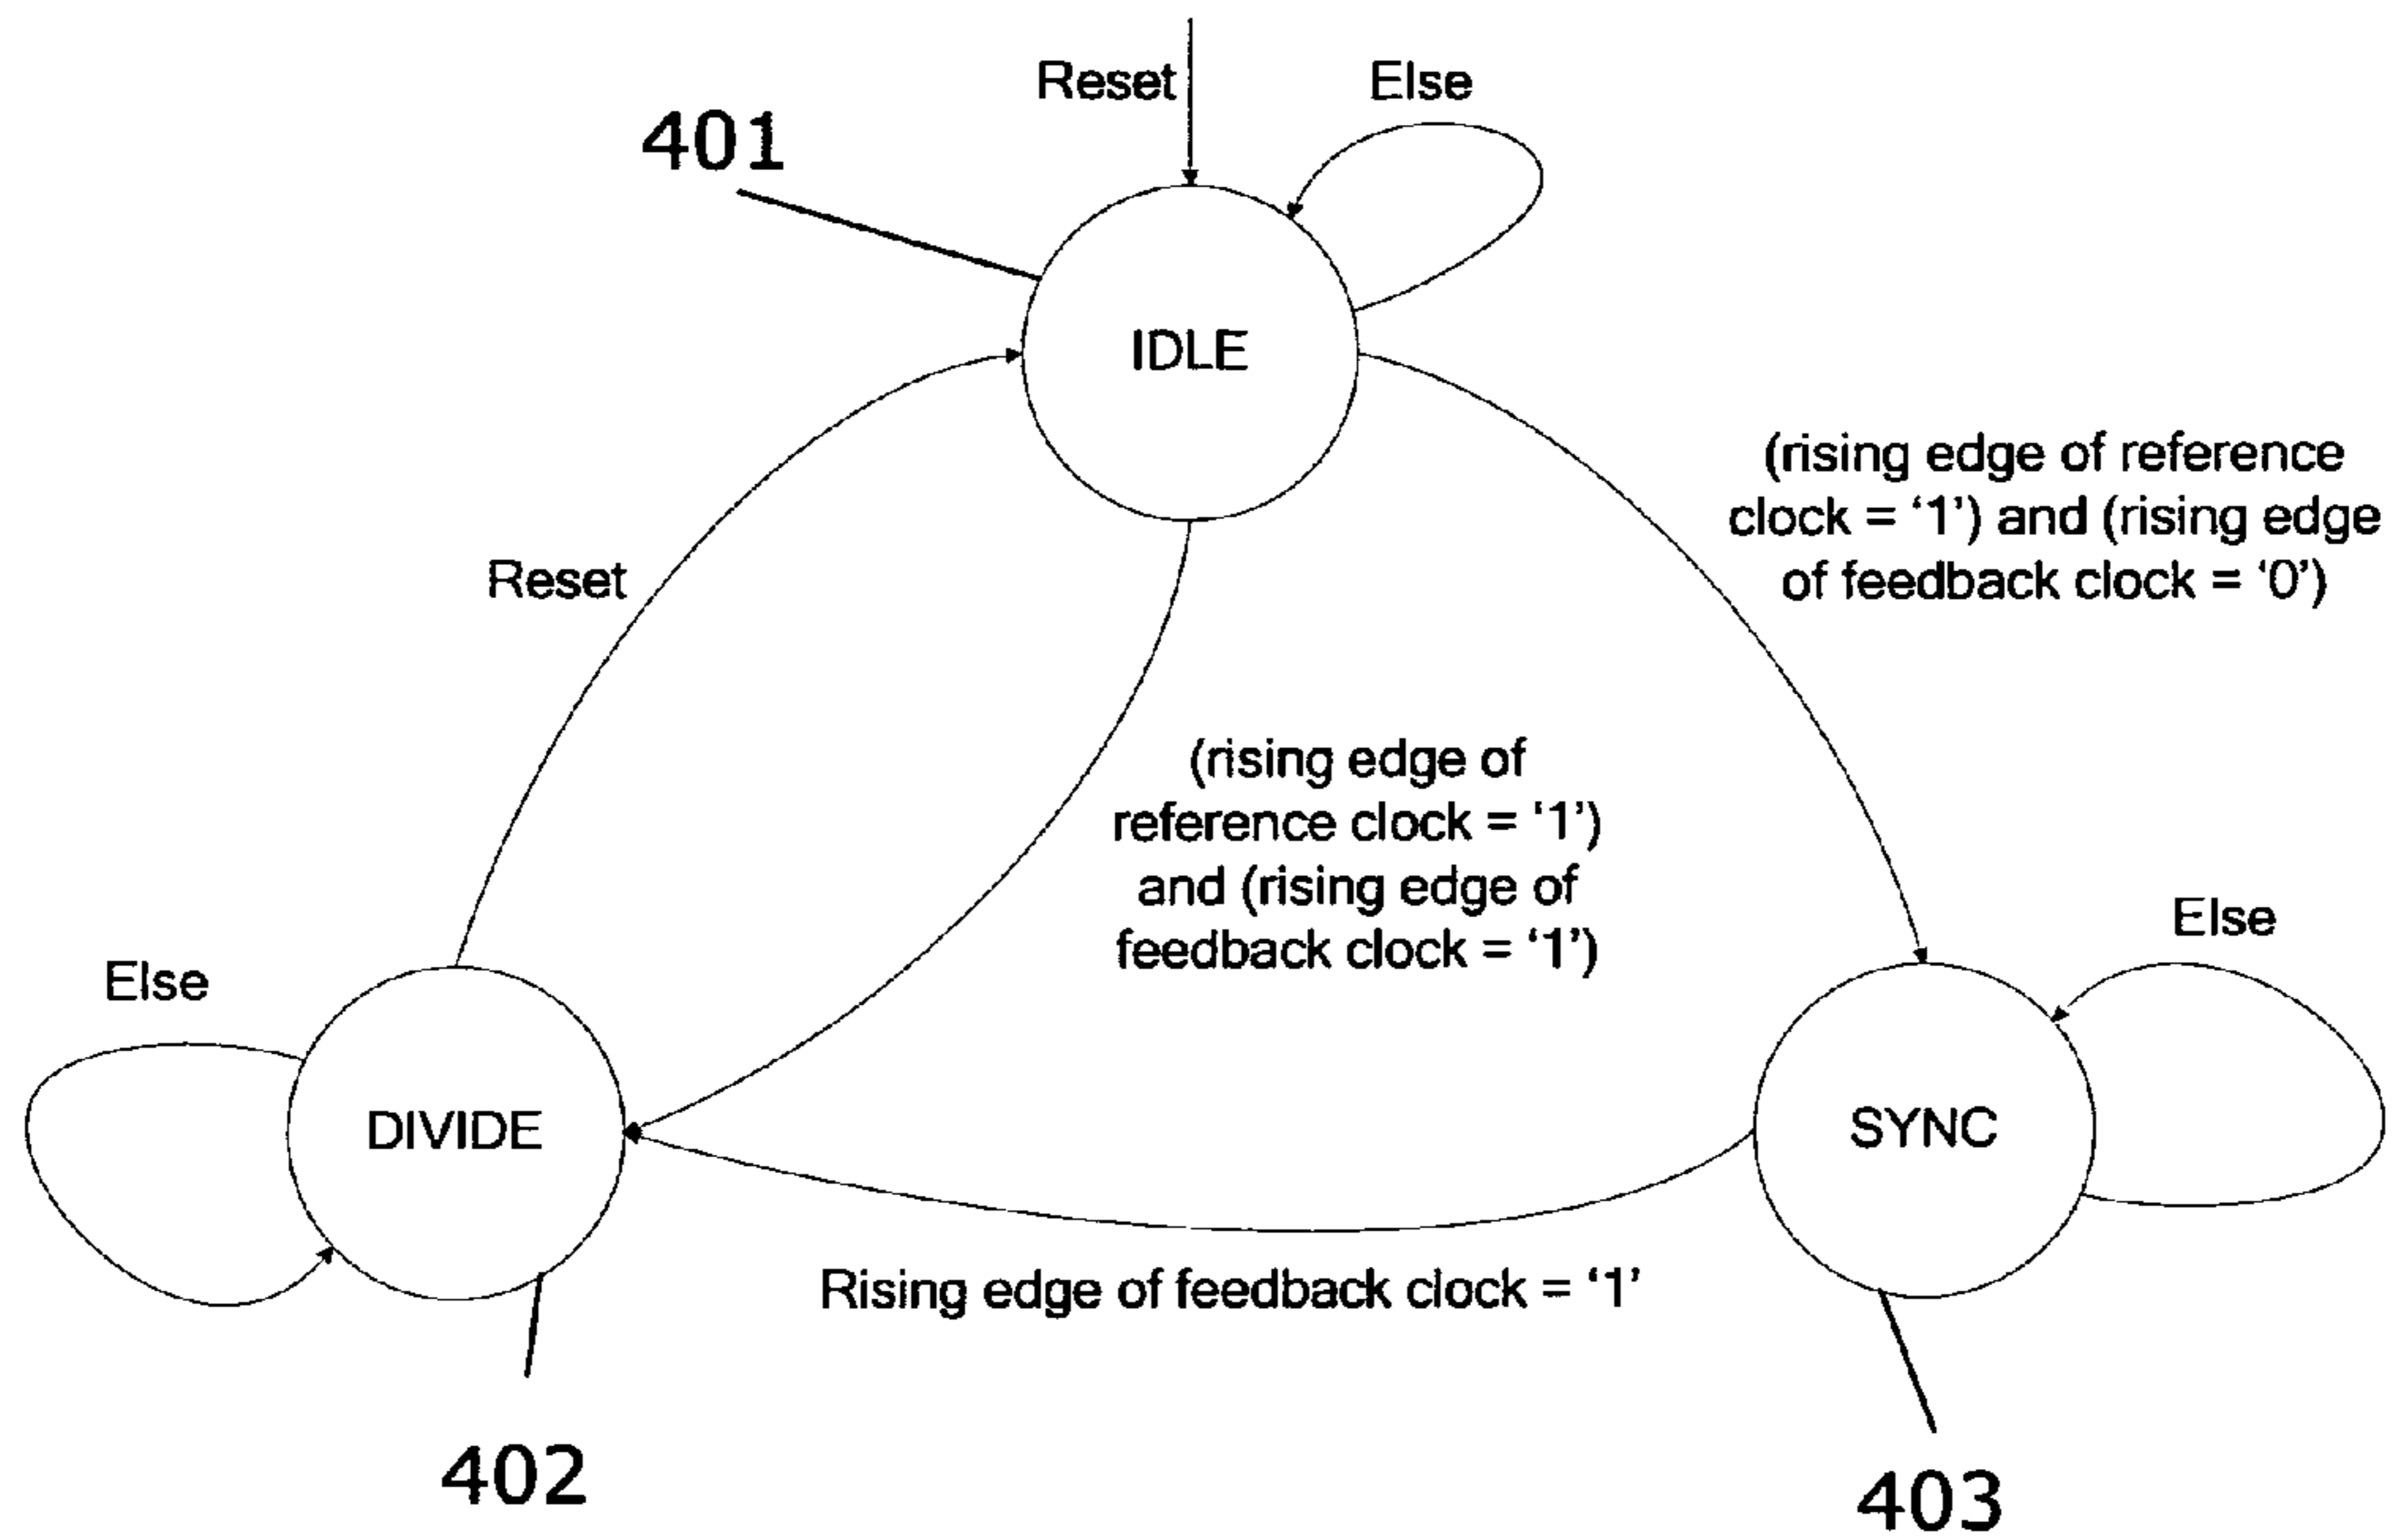 Reset
Else
401
IDLE
(rising edge of reference
clock = ‘1’) and (rising edge
of feedback clock = ‘0’)
Reset
(rising edge of
reference clock = ‘1’)
and (rising edge of
feedback clock = ‘1’)
Else
Else
DIVIDE
SYNC
Rising edge of feedback clock = ‘1’
402
403